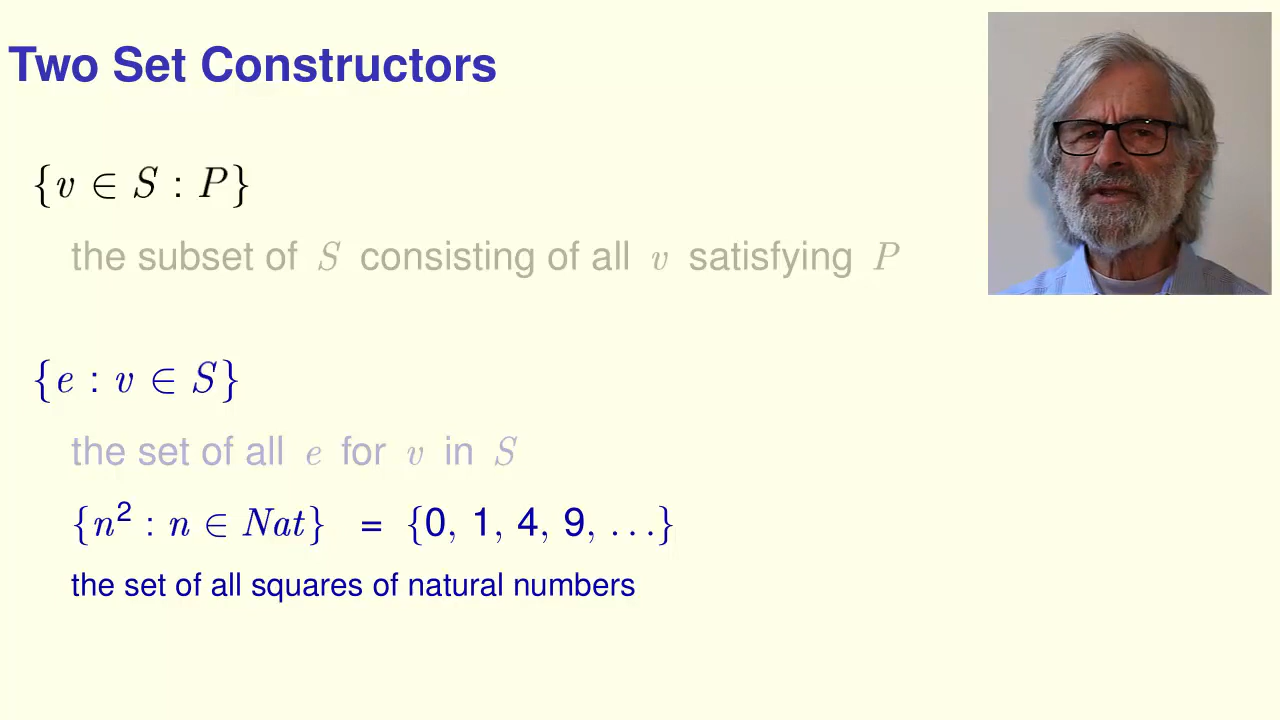 Two Set Constructors
{v ∈ S : P}
the subset of S consisting of all v satisfying P
{e : v ∈ S}
the set of all e for v in S
{n² : n ∈ Nat} = {0, 1, 4, 9, ...}
the set of all squares of natural numbers